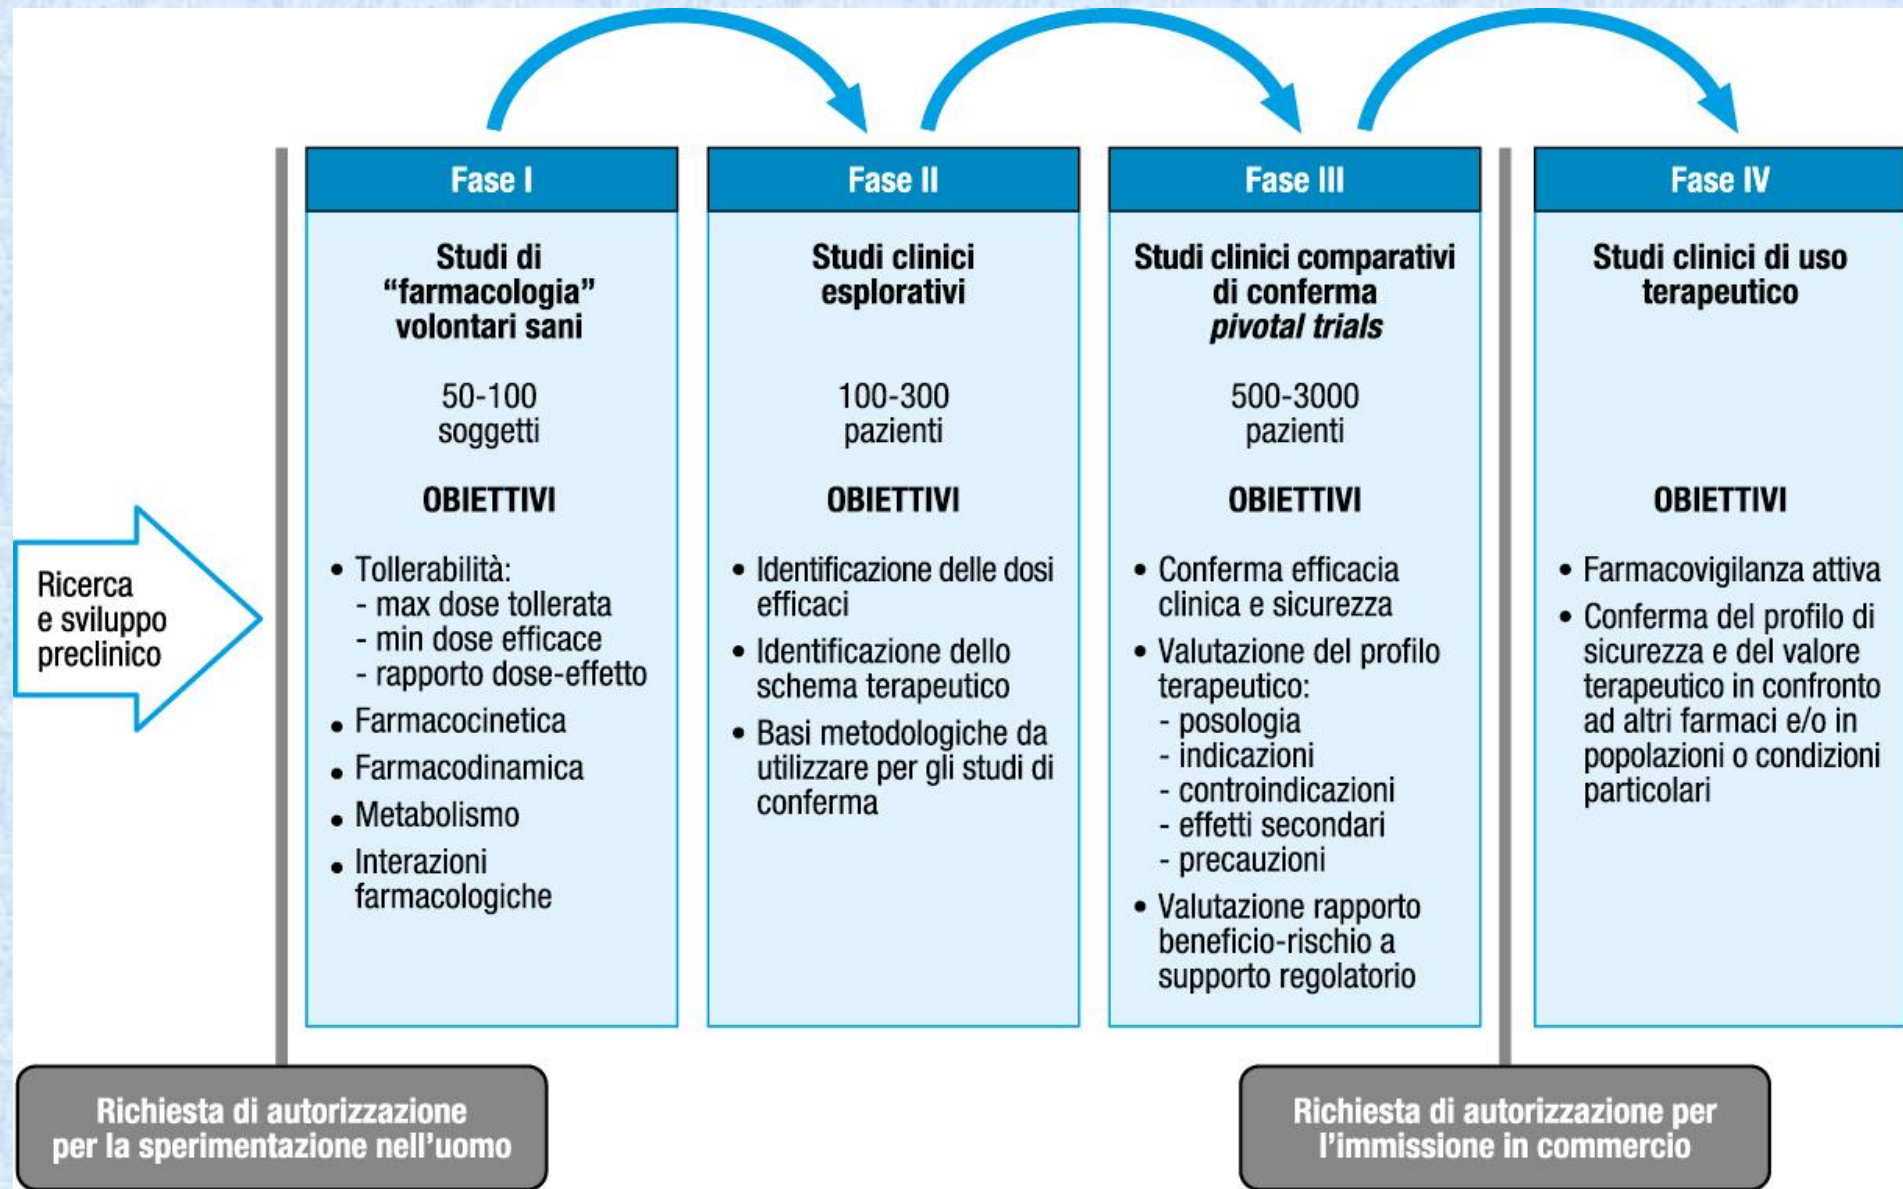 Ricerca
e sviluppo
preclinico
Fase I
Studi di
“farmacologia”
volontari sani
50-100
soggetti
OBIETTIVI
• Tollerabilità:
- max dose tollerata
- min dose efficace
- rapporto dose-effetto
• Farmacocinetica
• Farmacodinamica
• Metabolismo
• Interazioni
farmacologiche
Fase II
Studi clinici
esplorativi
100-300
pazienti
OBIETTIVI
• Identificazione delle dosi
efficaci
• Identificazione dello
schema terapeutico
• Basi metodologiche da
utilizzare per gli studi di
conferma
Fase III
Studi clinici comparativi
di conferma
pivotal trials
500-3000
pazienti
OBIETTIVI
• Conferma efficacia
clinica e sicurezza
• Valutazione del profilo
terapeutico:
- posologia
- indicazioni
- controindicazioni
- effetti secondari
- precauzioni
• Valutazione rapporto
beneficio-rischio a
supporto regolatorio
Fase IV
Studi clinici di uso
terapeutico
OBIETTIVI
• Farmacovigilanza attiva
• Conferma del profilo di
sicurezza e del valore
terapeutico in confronto
ad altri farmaci e/o in
popolazioni o condizioni
particolari
Richiesta di autorizzazione
per la sperimentazione nell’uomo
Richiesta di autorizzazione per
l’immissione in commercio